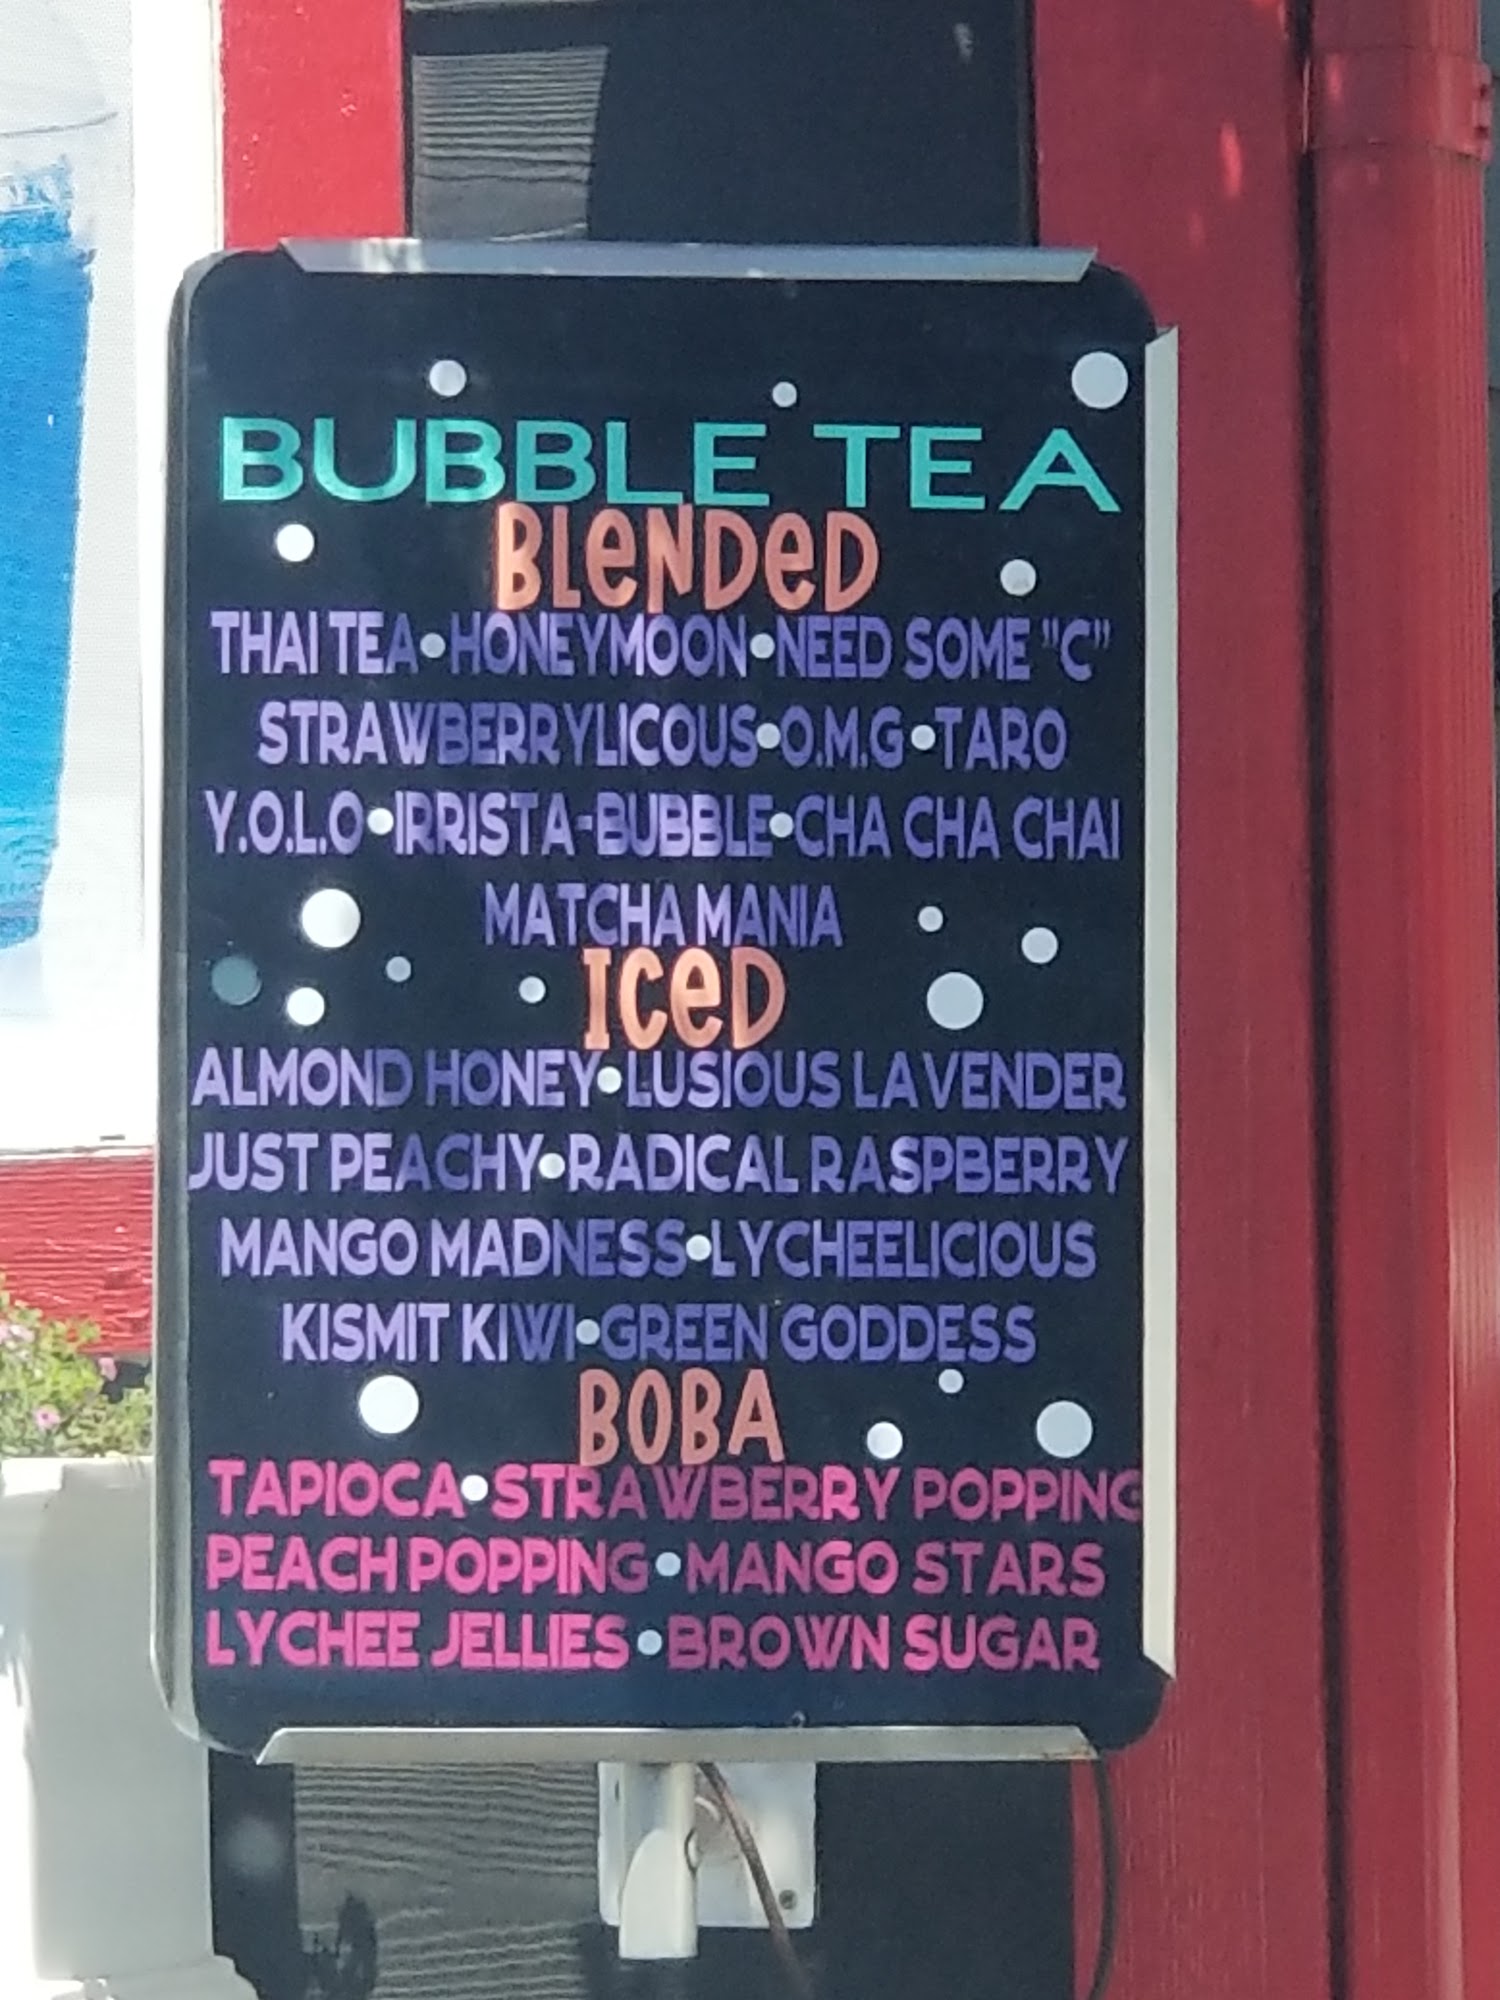 BUBBLE TEA
BLeNDeD
THAI TEA•HONEYMOON•NEED SOME "C"
STRAWBERRYLICOUS•O.M.G•TARO
Y.O.L.O•IRRISTA-BUBBLE•CHA CHA CHAI
MATCHA MANIA
ICeD
ALMOND HONEY•LUSIOUS LAVENDER
JUST PEACHY•RADICAL RASPBERRY
MANGO MADNESS•LYCHEELICIOUS
KISMIT KIWI•GREEN GODDESS
BOBA
TAPIOCA•STRAWBERRY POPPING
PEACH POPPING•MANGO STARS
LYCHEE JELLIES•BROWN SUGAR